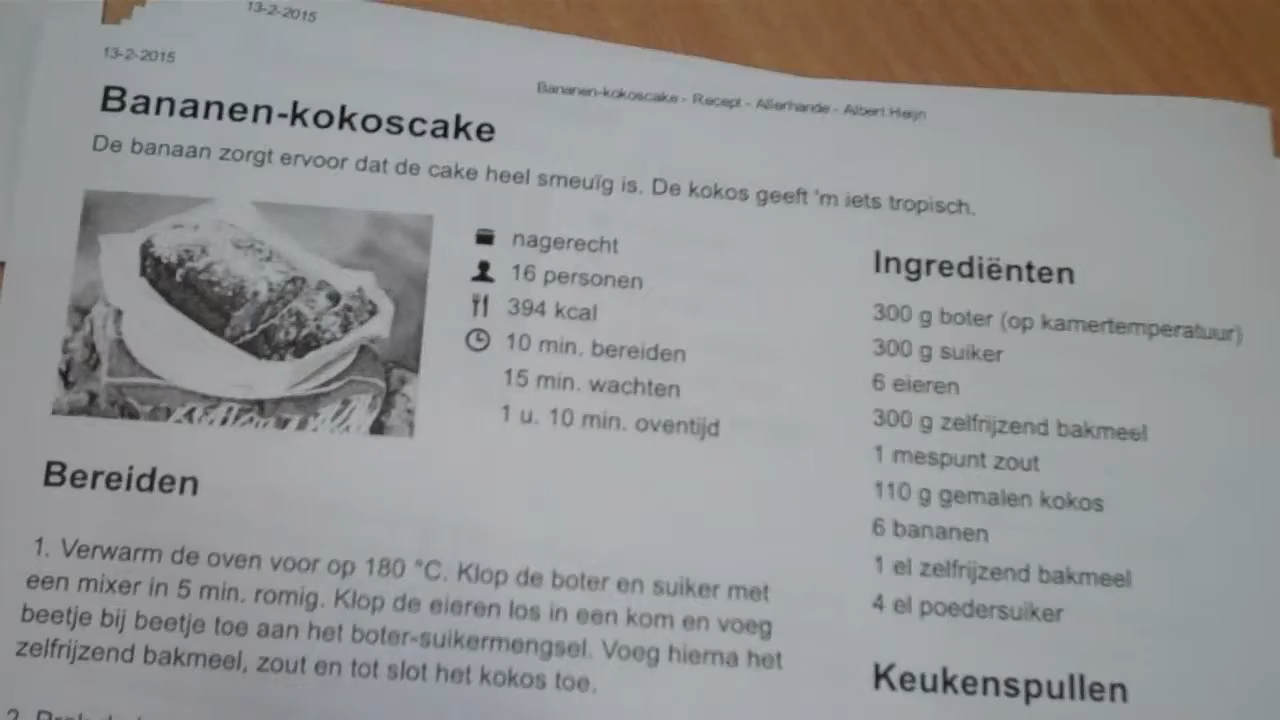 13-2-2015
13-2-2015
Bananen-kokoscake - Recept - Allerhande - Albert Heijn
Bananen-kokoscake
De banaan zorgt ervoor dat de cake heel smeuïg is. De kokos geeft 'm iets tropisch.
nagerecht
16 personen
394 kcal
10 min. bereiden
15 min. wachten
1 u. 10 min. oventijd
Ingrediënten
300 g boter (op kamertemperatuur)
300 g suiker
6 eieren
300 g zelfrijzend bakmeel
1 mespunt zout
110 g gemalen kokos
6 bananen
1 el zelfrijzend bakmeel
4 el poedersuiker
Keukenspullen
Bereiden
1. Verwarm de oven voor op 180 °C. Klop de boter en suiker met
een mixer in 5 min. romig. Klop de eieren los in een kom en voeg
beetje bij beetje toe aan het boter-suikermengsel. Voeg hierna het
zelfrijzend bakmeel, zout en tot slot het kokos toe.
2.